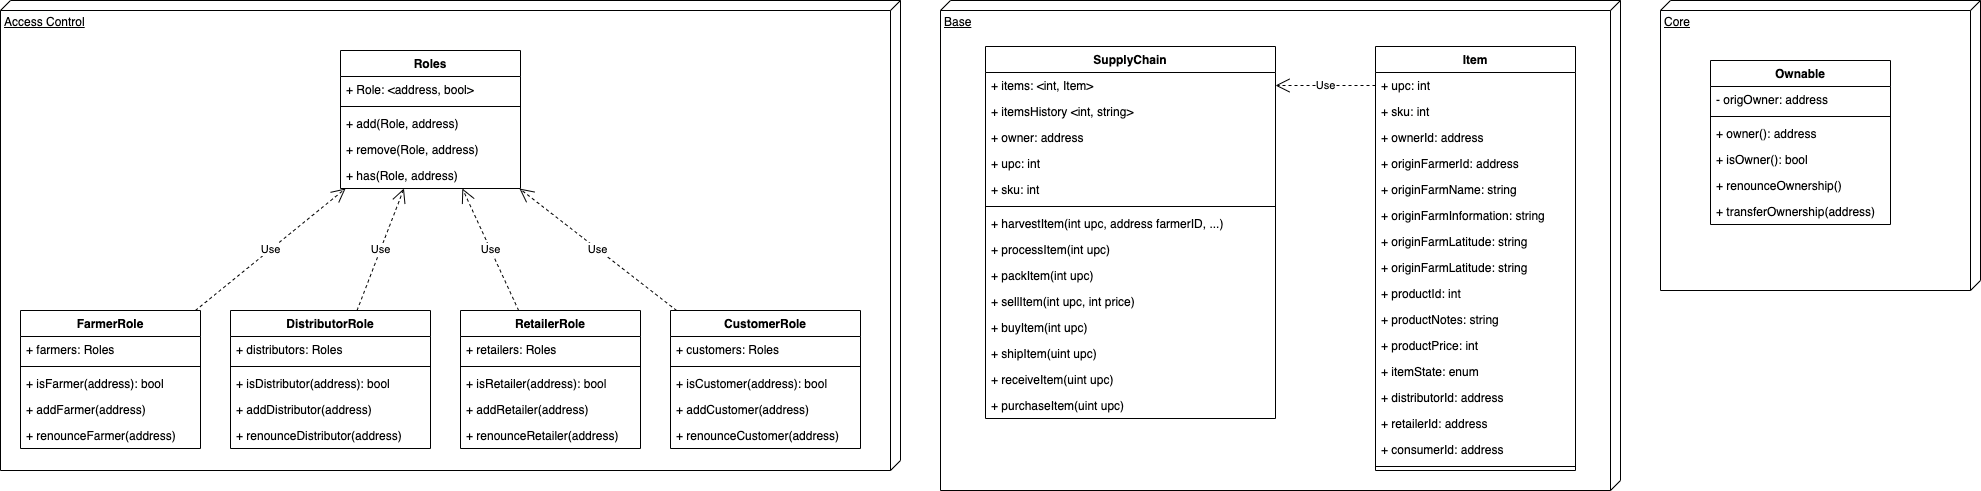 Access Control
Roles
+ Role: <address, bool>
+ add(Role, address)
+ remove(Role, address)
+ has(Role, address)
Use
Use
Use
Use
FarmerRole
+ farmers: Roles
+ isFarmer(address): bool
+ addFarmer(address)
+ renounceFarmer(address)
DistributorRole
+ distributors: Roles
+ isDistributor(address): bool
+ addDistributor(address)
+ renounceDistributor(address)
RetailerRole
+ retailers: Roles
+ isRetailer(address): bool
+ addRetailer(address)
+ renounceRetailer(address)
CustomerRole
+ customers: Roles
+ isCustomer(address): bool
+ addCustomer(address)
+ renounceCustomer(address)
Base
SupplyChain
+ items: <int, Item>
+ itemsHistory <int, string>
+ owner: address
+ upc: int
+ sku: int
+ harvestItem(int upc, address farmerID, ...)
+ processItem(int upc)
+ packItem(int upc)
+ sellItem(int upc, int price)
+ buyItem(int upc)
+ shipItem(uint upc)
+ receiveItem(uint upc)
+ purchaseItem(uint upc)
Use
Item
+ upc: int
+ sku: int
+ ownerId: address
+ originFarmerId: address
+ originFarmName: string
+ originFarmInformation: string
+ originFarmLatitude: string
+ originFarmLatitude: string
+ productId: int
+ productNotes: string
+ productPrice: int
+ itemState: enum
+ distributorId: address
+ retailerId: address
+ consumerId: address
Core
Ownable
- origOwner: address
+ owner(): address
+ isOwner(): bool
+ renounceOwnership()
+ transferOwnership(address)